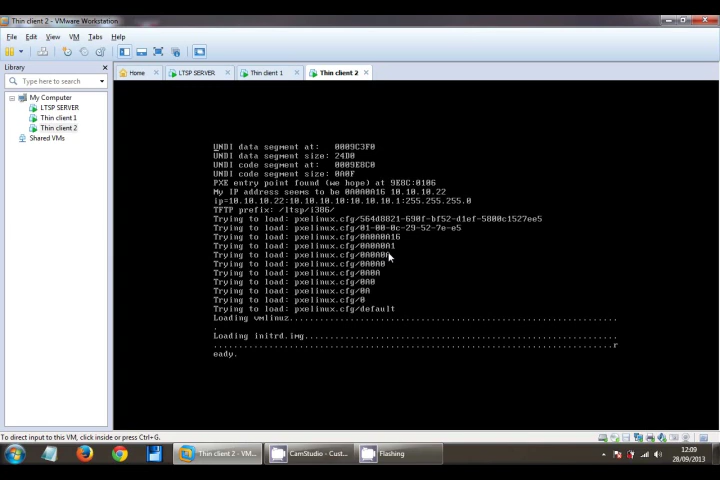 Thin client 2 - VMware Workstation
File Edit View VM Tabs Help
Library
Type here to search
My Computer
LTSP SERVER
Thin client 1
Thin client 2
Shared VMs
Home
LTSP SERVER
Thin client 1
Thin client 2
UNDI data segment at: 0009C3F0
UNDI data segment size: 24D0
UNDI code segment at: 0009E8C0
UNDI code segment size: 0A0F
PXE entry point found (we hope) at 9E8C:0106
My IP address seems to be 0A0A0A16 10.10.10.22
ip=10.10.10.22:10.10.10.10:10.10.10.1:255.255.255.0
TFTP prefix: /ltsp/i386/
Trying to load: pxelinux.cfg/564d8821-690f-bf52-d1ef-5800c1527ee5
Trying to load: pxelinux.cfg/01-00-0c-29-52-7e-e5
Trying to load: pxelinux.cfg/0A0A0A16
Trying to load: pxelinux.cfg/0A0A0A1
Trying to load: pxelinux.cfg/0A0A0A
Trying to load: pxelinux.cfg/0A0A0
Trying to load: pxelinux.cfg/0A0A
Trying to load: pxelinux.cfg/0A0
Trying to load: pxelinux.cfg/0A
Trying to load: pxelinux.cfg/0
Trying to load: pxelinux.cfg/default
Loading vmlinuz.......................................................................
.
Loading initrd.img....................................................................
.......................................................................................r
eady.
To direct input to this VM, click inside or press Ctrl+G.
Thin client 2 - VM...
CamStudio - Cust...
Flashing
12:09
28/09/2013